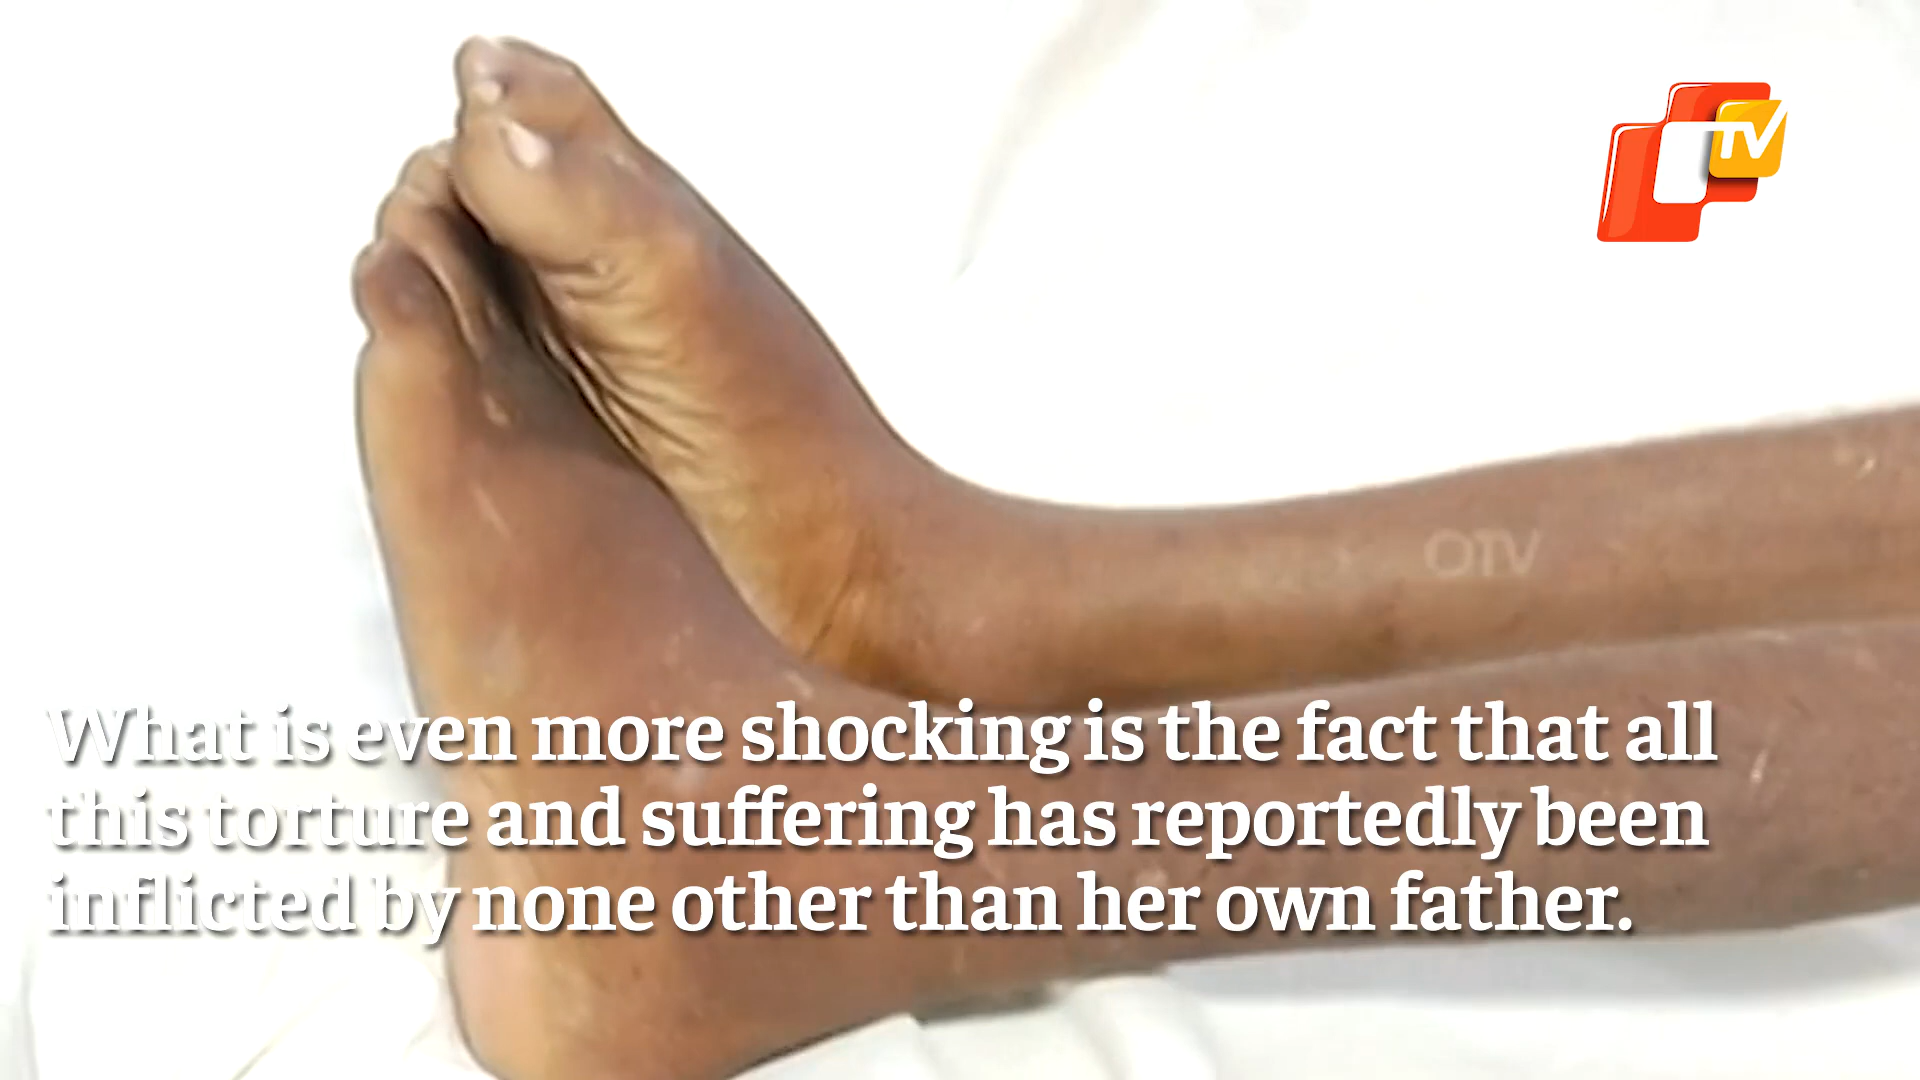 TV
OTV
What is even more shocking is the fact that all
this torture and suffering has reportedly been
inflicted by none other than her own father.